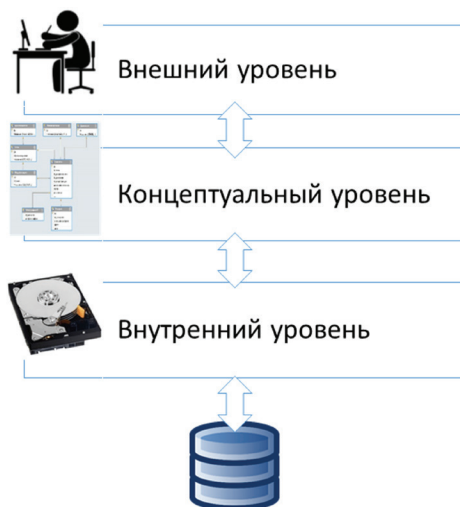 Внешний уровень
Концептуальный уровень
Внутренний уровень